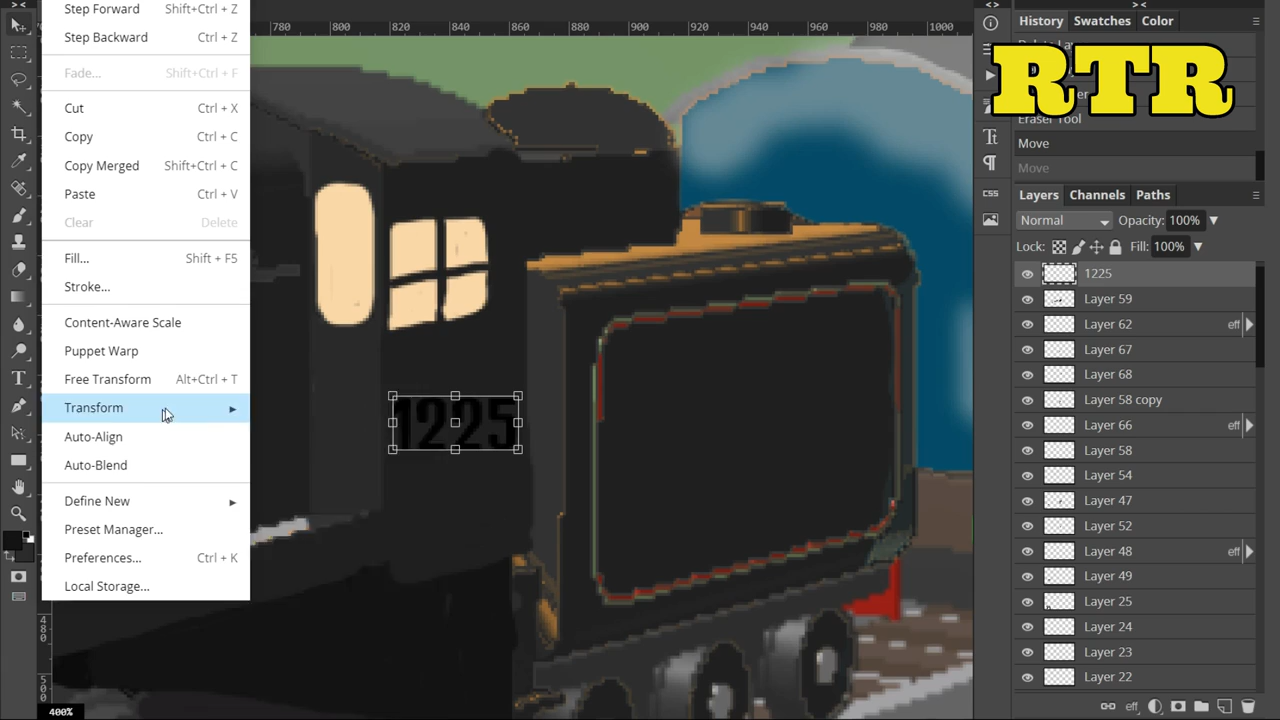 Step Forward Shift+Ctrl + Z
Step Backward Ctrl + Z
Fade... Shift+Ctrl + F
Cut Ctrl + X
Copy Ctrl + C
Copy Merged Shift+Ctrl + C
Paste Ctrl + V
Clear Delete
Fill... Shift + F5
Stroke...
Content-Aware Scale
Puppet Warp
Free Transform Alt+Ctrl + T
Transform
Auto-Align
Auto-Blend
Define New
Preset Manager...
Preferences... Ctrl + K
Local Storage...
780 800 820 840 860 880 900 920 940 960 980 1000
1225
480
500
400%
RTR
History Swatches Color
Eraser Tool
Move
Move
Layers Channels Paths
Normal Opacity: 100%
Lock: Fill: 100%
1225
Layer 59
Layer 62 eff
Layer 67
Layer 68
Layer 58 copy
Layer 66 eff
Layer 58
Layer 54
Layer 47
Layer 52
Layer 48 eff
Layer 49
Layer 25
Layer 24
Layer 23
Layer 22
eff
CSS